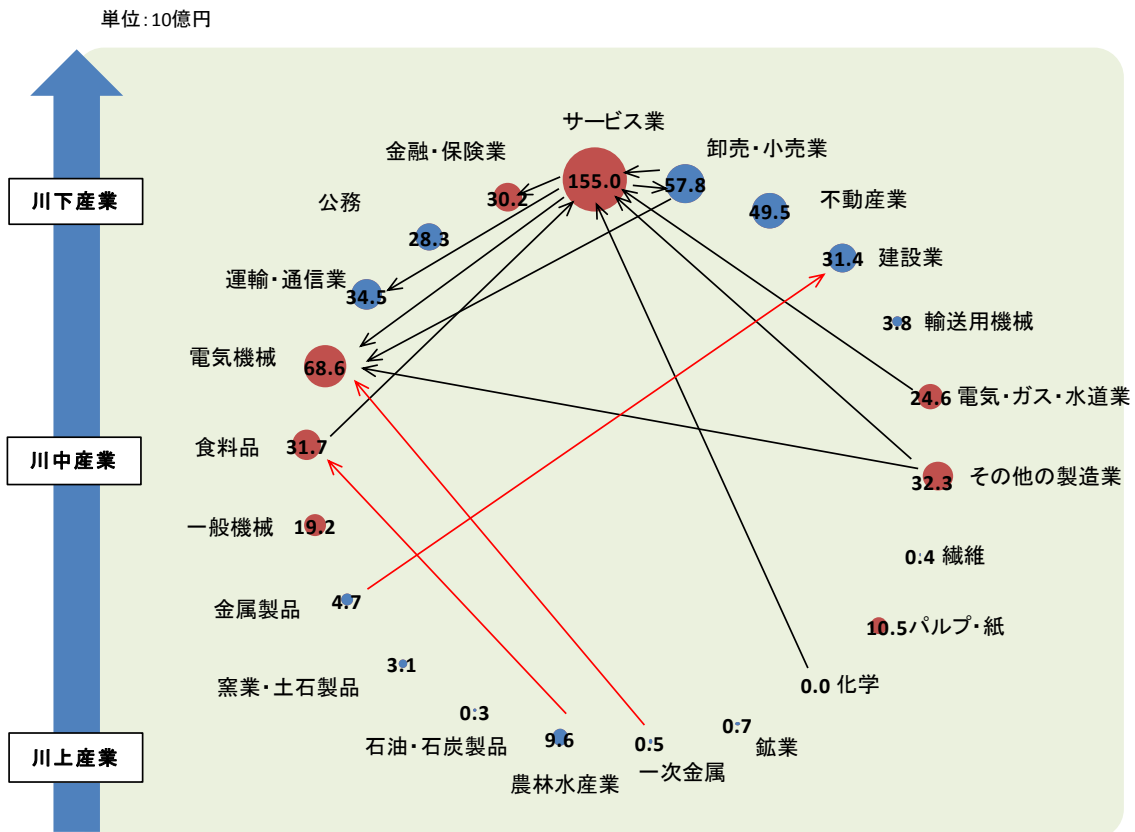 単位:10億円
サービス業
金融・保険業
卸売・小売業
川下産業
155.0
57.8
30.2
公務
49.5
不動産業
28.3
31.4
建設業
運輸・通信業
34.5
3.8
輸送用機械
電気機械
68.6
24.6
電気・ガス・水道業
川中産業
食料品
31.7
32.3
その他の製造業
一般機械
19.2
0.4
繊維
金属製品
4.7
10.5
パルプ・紙
窯業・土石製品
3.1
0.0
化学
0.3
石油・石炭製品
9.6
農林水産業
0.5
一次金属
0.7
鉱業
川上産業